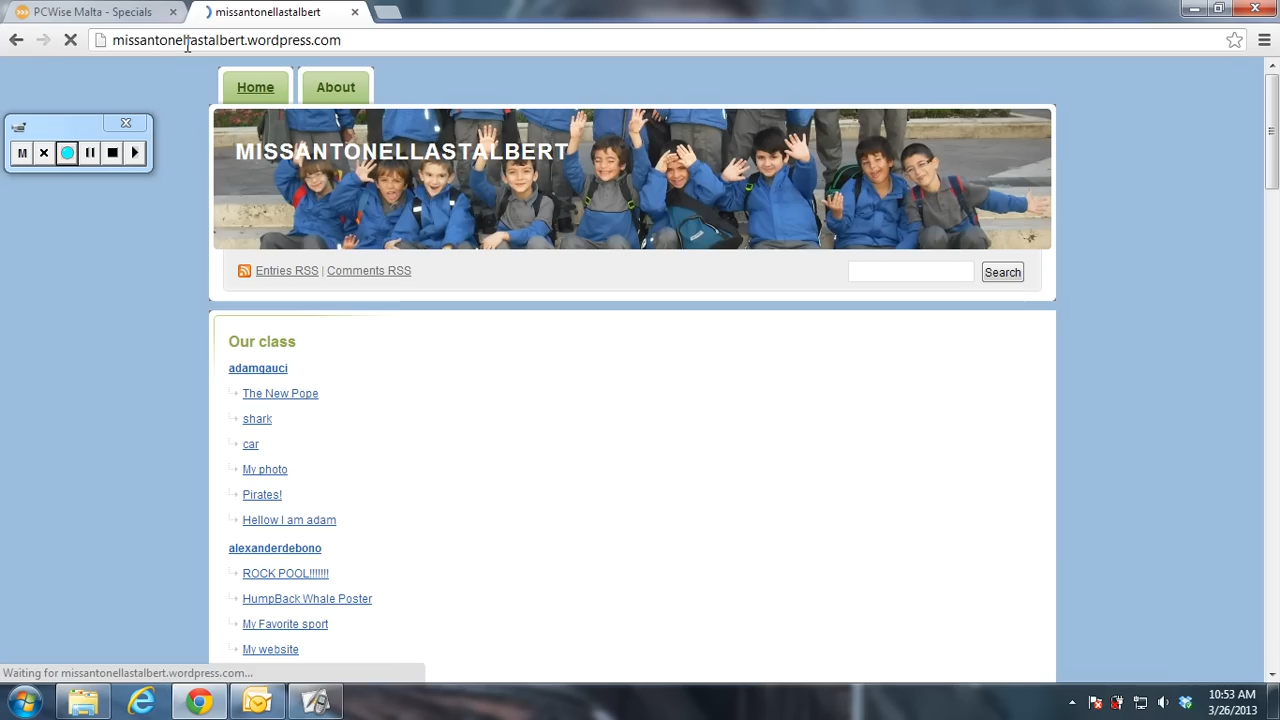 PCWise Malta - Specials
missantonellastalbert
missantonellastalbert.wordpress.com
Home
About
MISSANTONELLASTALBERT
Entries RSS | Comments RSS
Search
M
Our class
adamgauci
The New Pope
shark
car
My photo
Pirates!
Hellow I am adam
alexanderdebono
ROCK POOL!!!!!!!
HumpBack Whale Poster
My Favorite sport
My website
Waiting for missantonellastalbert.wordpress.com...
10:53 AM
3/26/2013